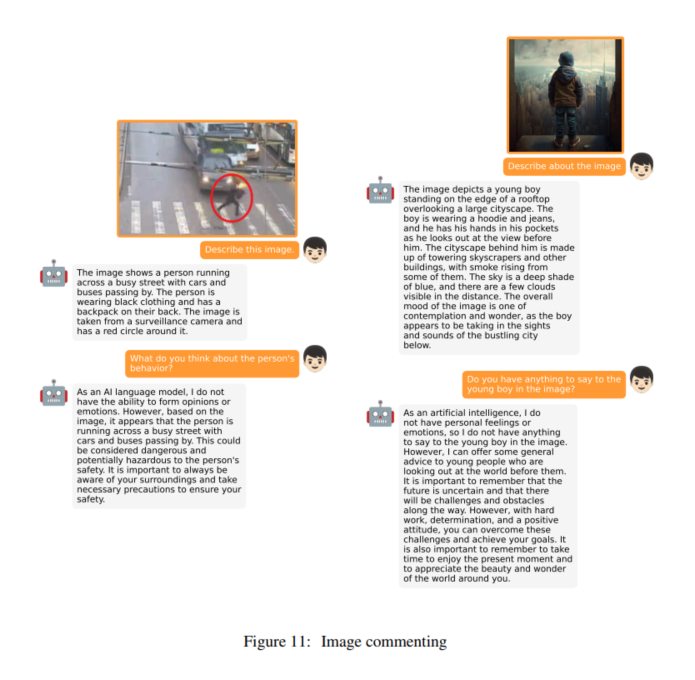 Describe this image.
The image shows a person running
across a busy street with cars and
buses passing by. The person is
wearing black clothing and has a
backpack on their back. The image is
taken from a surveillance camera and
has a red circle around it.
What do you think about the person's
behavior?
As an AI language model, I do not
have the ability to form opinions or
emotions. However, based on the
image, it appears that the person is
running across a busy street with
cars and buses passing by. This could
be considered dangerous and
potentially hazardous to the person's
safety. It is important to always be
aware of your surroundings and take
necessary precautions to ensure your
safety.
Describe about the image
The image depicts a young boy
standing on the edge of a rooftop
overlooking a large cityscape. The
boy is wearing a hoodie and jeans,
and he has his hands in his pockets
as he looks out at the view before
him. The cityscape behind him is made
up of towering skyscrapers and other
buildings, with smoke rising from
some of them. The sky is a deep shade
of blue, and there are a few clouds
visible in the distance. The overall
mood of the image is one of
contemplation and wonder, as the boy
appears to be taking in the sights
and sounds of the bustling city
below.
Do you have anything to say to the
young boy in the image?
As an artificial intelligence, I do
not have personal feelings or
emotions, so I do not have anything
to say to the young boy in the image.
However, I can offer some general
advice to young people who are
looking out at the world before them.
It is important to remember that the
future is uncertain and that there
will be challenges and obstacles
along the way. However, with hard
work, determination, and a positive
attitude, you can overcome these
challenges and achieve your goals. It
is also important to remember to take
time to enjoy the present moment and
to appreciate the beauty and wonder
of the world around you.
Figure 11: Image commenting